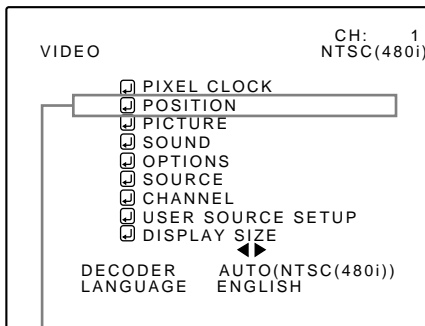 CH: 1
VIDEO NTSC(480i)
PIXEL CLOCK
POSITION
PICTURE
SOUND
OPTIONS
SOURCE
CHANNEL
USER SOURCE SETUP
DISPLAY SIZE
DECODER AUTO(NTSC(480i))
LANGUAGE ENGLISH